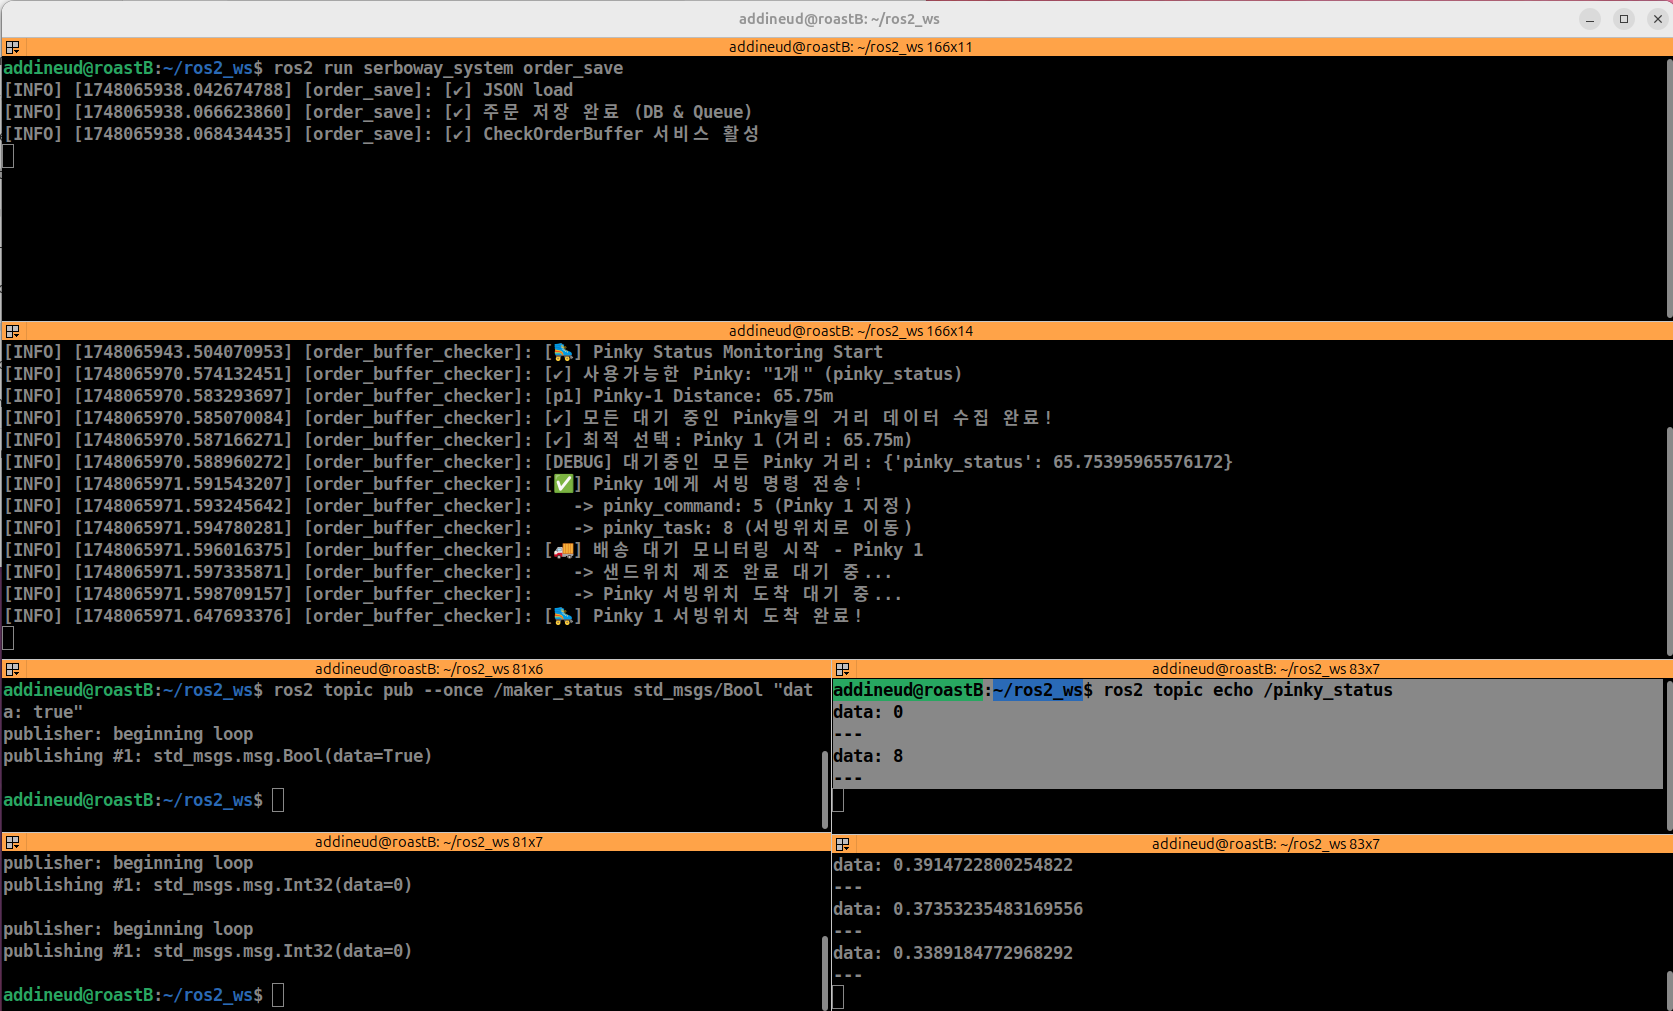 addineud@roastB: ~/ros2_ws
addineud@roastB: ~/ros2_ws 166x11
addineud@roastB:~/ros2_ws$ ros2 run serboway_system order_save
[INFO] [1748065938.042674788] [order_save]: [✔] JSON load
[INFO] [1748065938.066623860] [order_save]: [✔] 주문 저장 완료 (DB & Queue)
[INFO] [1748065938.068434435] [order_save]: [✔] CheckOrderBuffer 서비스 활성
addineud@roastB: ~/ros2_ws 166x14
[INFO] [1748065943.504070953] [order_buffer_checker]: [🛼] Pinky Status Monitoring Start
[INFO] [1748065970.574132451] [order_buffer_checker]: [✔] 사용가능한 Pinky: "1개" (pinky_status)
[INFO] [1748065970.583293697] [order_buffer_checker]: [p1] Pinky-1 Distance: 65.75m
[INFO] [1748065970.585070084] [order_buffer_checker]: [✔] 모든 대기 중인 Pinky들의 거리 데이터 수집 완료!
[INFO] [1748065970.587166271] [order_buffer_checker]: [✔] 최적 선택: Pinky 1 (거리: 65.75m)
[INFO] [1748065970.588960272] [order_buffer_checker]: [DEBUG] 대기중인 모든 Pinky 거리: {'pinky_status': 65.75395965576172}
[INFO] [1748065971.591543207] [order_buffer_checker]: [✅] Pinky 1에게 서빙 명령 전송!
[INFO] [1748065971.593245642] [order_buffer_checker]:    -> pinky_command: 5 (Pinky 1 지정)
[INFO] [1748065971.594780281] [order_buffer_checker]:    -> pinky_task: 8 (서빙위치로 이동)
[INFO] [1748065971.596016375] [order_buffer_checker]: [🚚] 배송 대기 모니터링 시작 - Pinky 1
[INFO] [1748065971.597335871] [order_buffer_checker]:    -> 샌드위치 제조 완료 대기 중...
[INFO] [1748065971.598709157] [order_buffer_checker]:    -> Pinky 서빙위치 도착 대기 중...
[INFO] [1748065971.647693376] [order_buffer_checker]: [🛼] Pinky 1 서빙위치 도착 완료!
addineud@roastB: ~/ros2_ws 81x6
addineud@roastB:~/ros2_ws$ ros2 topic pub --once /maker_status std_msgs/Bool "dat
a: true"
publisher: beginning loop
publishing #1: std_msgs.msg.Bool(data=True)
addineud@roastB:~/ros2_ws$
addineud@roastB: ~/ros2_ws 83x7
addineud@roastB:~/ros2_ws$ ros2 topic echo /pinky_status
data: 0
---
data: 8
---
addineud@roastB: ~/ros2_ws 81x7
publisher: beginning loop
publishing #1: std_msgs.msg.Int32(data=0)
publisher: beginning loop
publishing #1: std_msgs.msg.Int32(data=0)
addineud@roastB:~/ros2_ws$
addineud@roastB: ~/ros2_ws 83x7
data: 0.3914722800254822
---
data: 0.37353235483169556
---
data: 0.3389184772968292
---